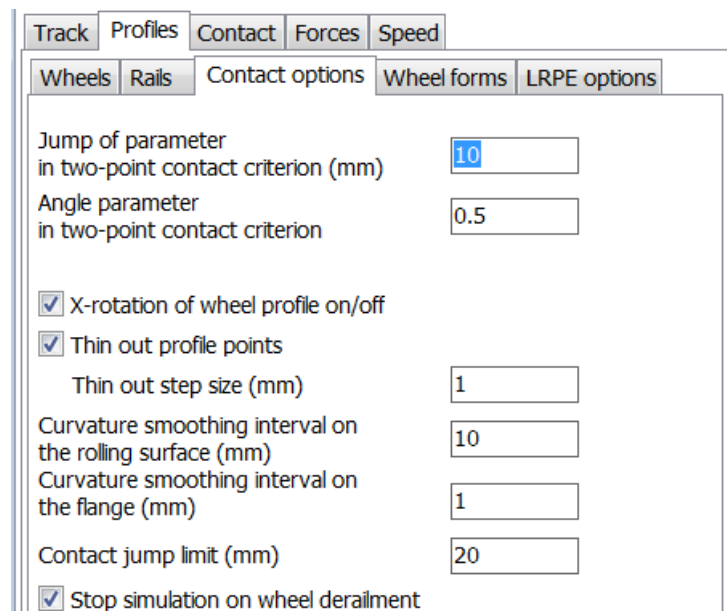 Track Profiles Contact Forces Speed
Wheels Rails Contact options Wheel forms LRPE options
Jump of parameter
in two-point contact criterion (mm) 10
Angle parameter
in two-point contact criterion 0.5
X-rotation of wheel profile on/off
Thin out profile points
Thin out step size (mm) 1
Curvature smoothing interval on
the rolling surface (mm) 10
Curvature smoothing interval on
the flange (mm) 1
Contact jump limit (mm) 20
Stop simulation on wheel derailment